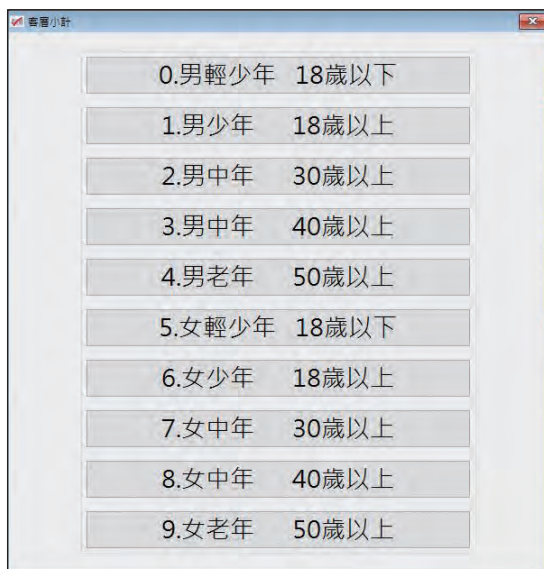 客層小計
0.男輕少年 18歲以下
1.男少年 18歲以上
2.男中年 30歲以上
3.男中年 40歲以上
4.男老年 50歲以上
5.女輕少年 18歲以下
6.女少年 18歲以上
7.女中年 30歲以上
8.女中年 40歲以上
9.女老年 50歲以上